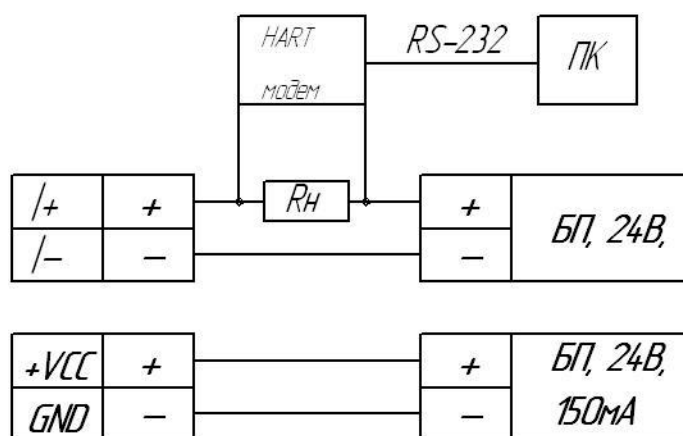 HART
модем
RS-232
ПК
I+ + Rн + БП, 24В,
I- - -
+VCC + + БП, 24В,
GND - - 150мА